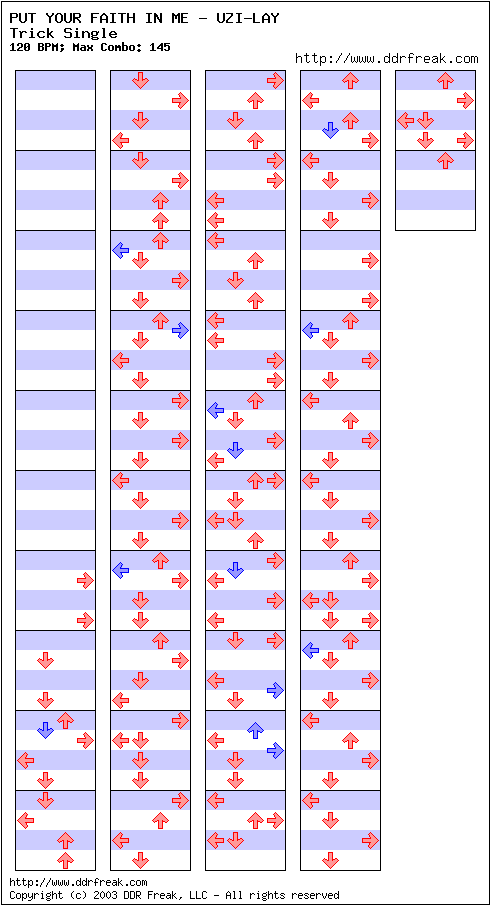 PUT YOUR FAITH IN ME - UZI-LAY
Trick Single
120 BPM; Max Combo: 145
http://www.ddrfreak.com
http://www.ddrfreak.com
Copyright (c) 2003 DDR Freak, LLC - All rights reserved